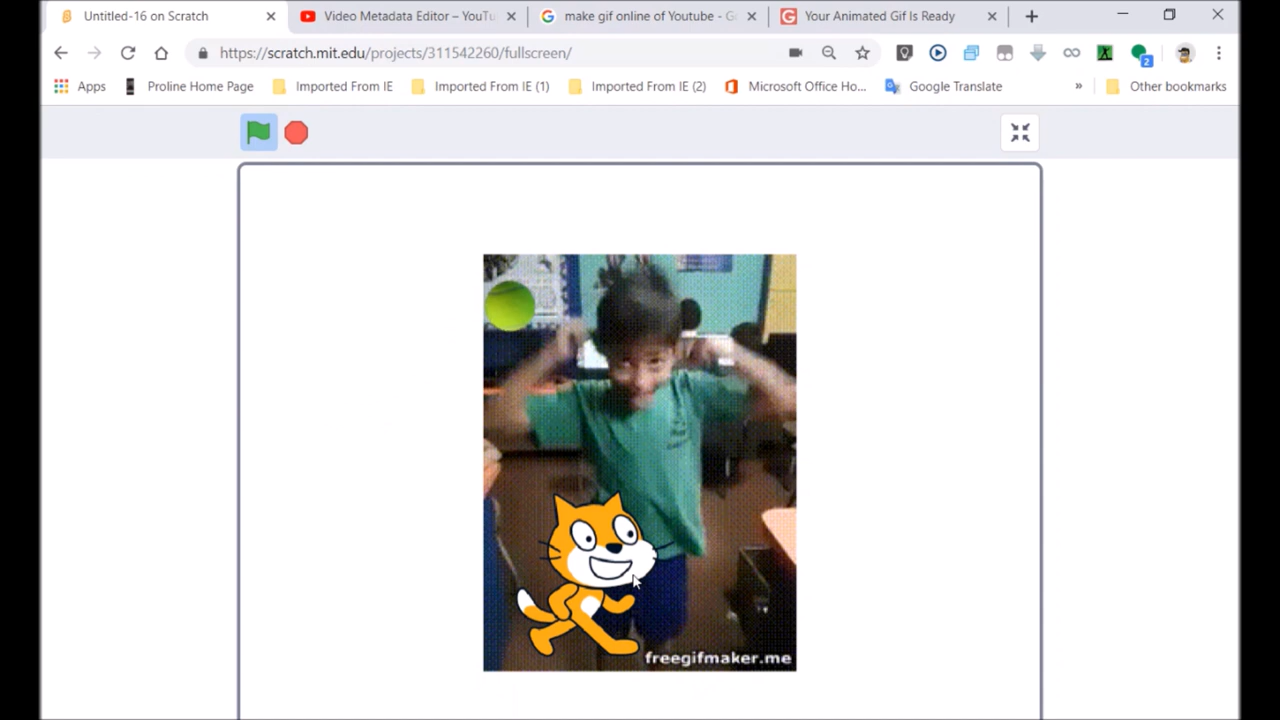 Untitled-16 on Scratch
Video Metadata Editor – YouTu
make gif online of Youtube - G
Your Animated Gif Is Ready
https://scratch.mit.edu/projects/311542260/fullscreen/
2
Apps
Proline Home Page
Imported From IE
Imported From IE (1)
Imported From IE (2)
Microsoft Office Ho...
Google Translate
»
Other bookmarks
freegifmaker.me